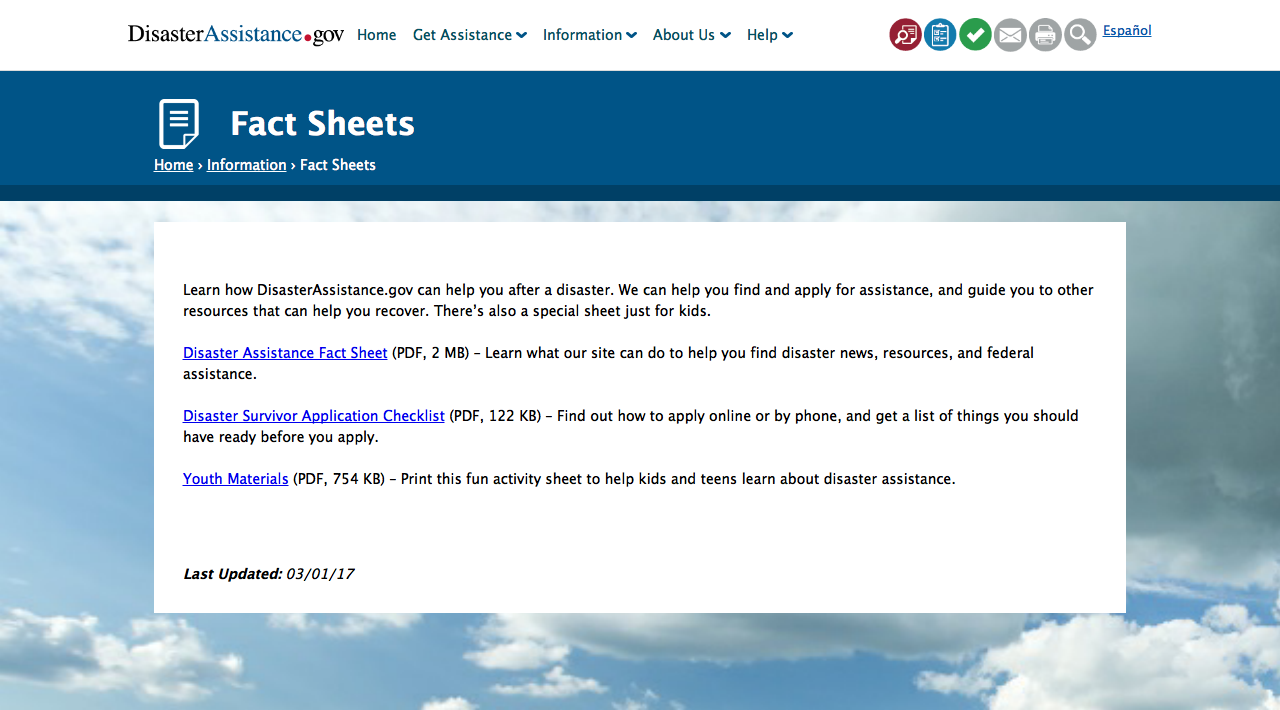 DisasterAssistance.gov Home Get Assistance Information About Us Help Español
Fact Sheets
Home › Information › Fact Sheets
Learn how DisasterAssistance.gov can help you after a disaster. We can help you find and apply for assistance, and guide you to other
resources that can help you recover. There’s also a special sheet just for kids.
Disaster Assistance Fact Sheet (PDF, 2 MB) – Learn what our site can do to help you find disaster news, resources, and federal
assistance.
Disaster Survivor Application Checklist (PDF, 122 KB) – Find out how to apply online or by phone, and get a list of things you should
have ready before you apply.
Youth Materials (PDF, 754 KB) – Print this fun activity sheet to help kids and teens learn about disaster assistance.
Last Updated: 03/01/17